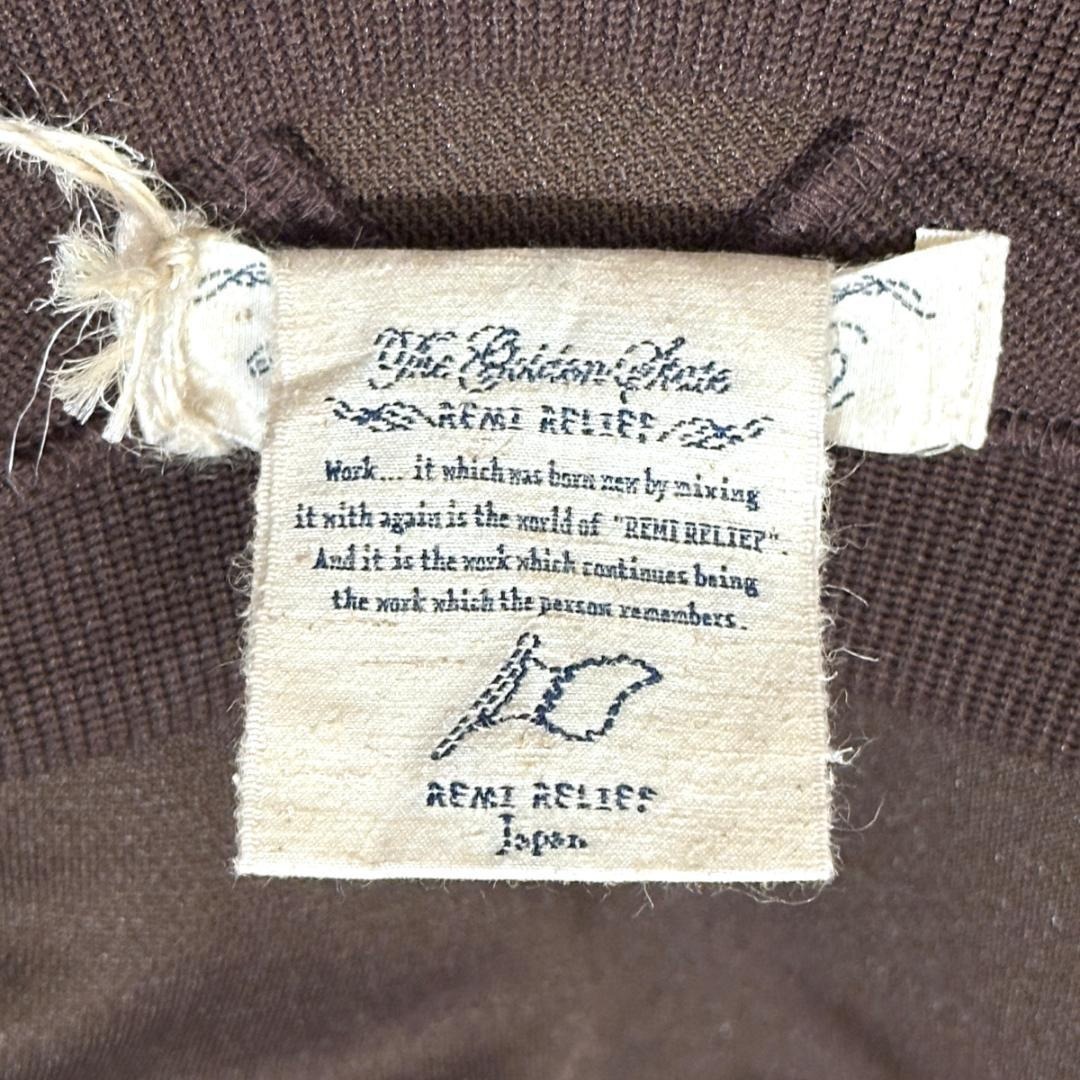 The Golden State
REMI RELIEF
Work... it which was born new by mixing
it with again is the world of "REMI RELIEF".
And it is the work which continues being
the work which the person remembers.
REMI RELIEF
Japan